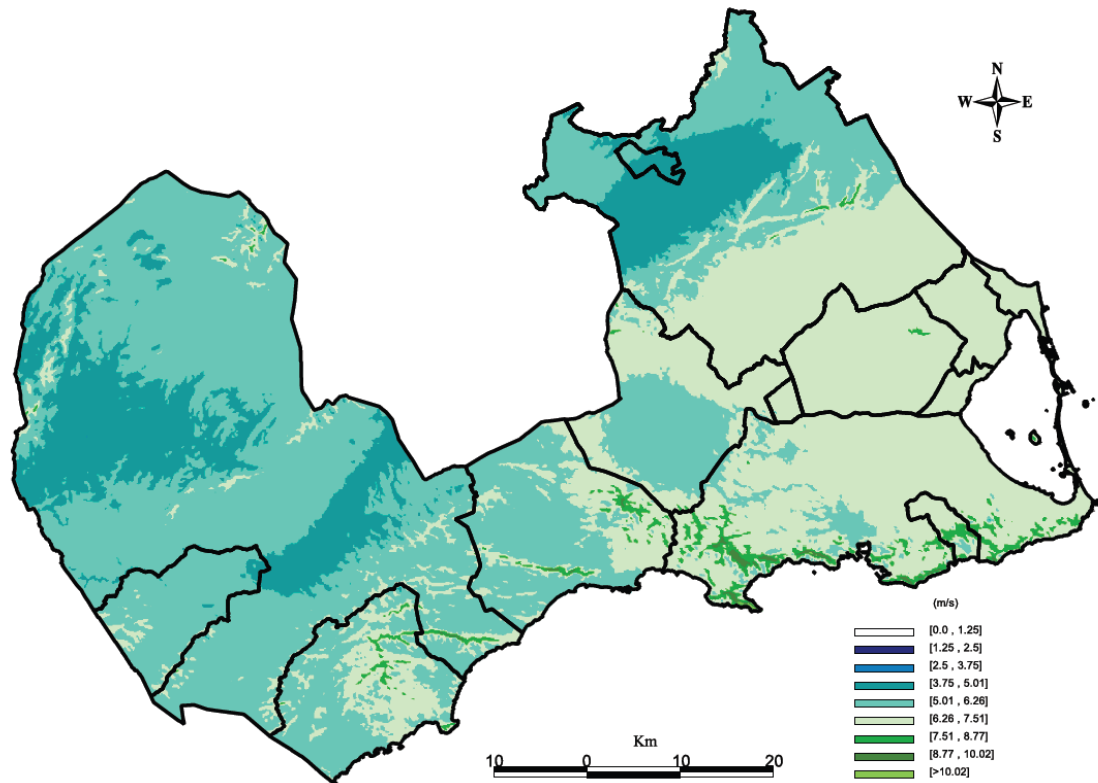 N
W E
S
(m/s)
[0.0 , 1.25]
[1.25 , 2.5]
[2.5 , 3.75]
[3.75 , 5.01]
[5.01 , 6.26]
[6.26 , 7.51]
[7.51 , 8.77]
[8.77 , 10.02]
[>10.02]
Km
10 0 10 20